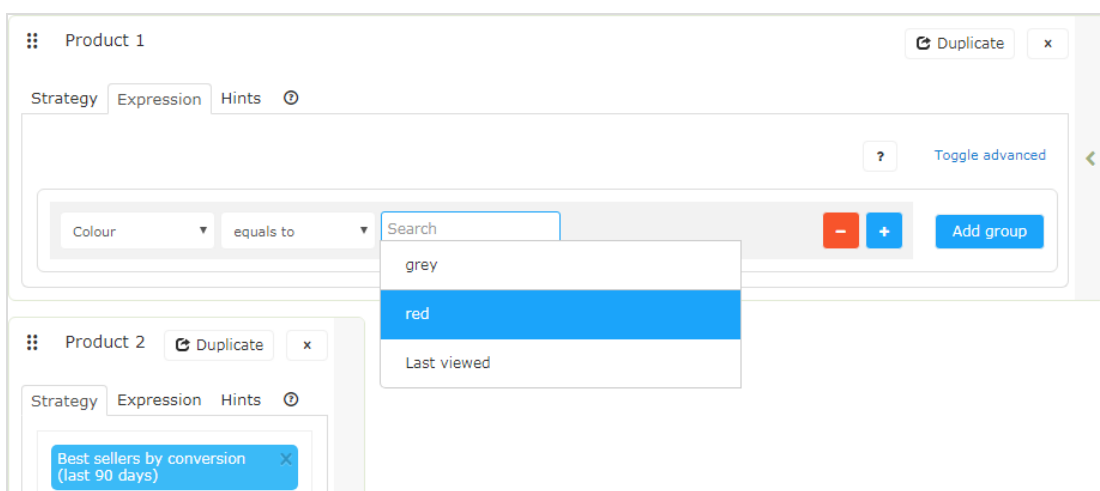 Product 1
Duplicate
x
Strategy
Expression
Hints
?
?
Toggle advanced
Colour
equals to
Search
-
+
Add group
grey
red
Last viewed
Product 2
Duplicate
x
Strategy
Expression
Hints
?
Best sellers by conversion
(last 90 days)